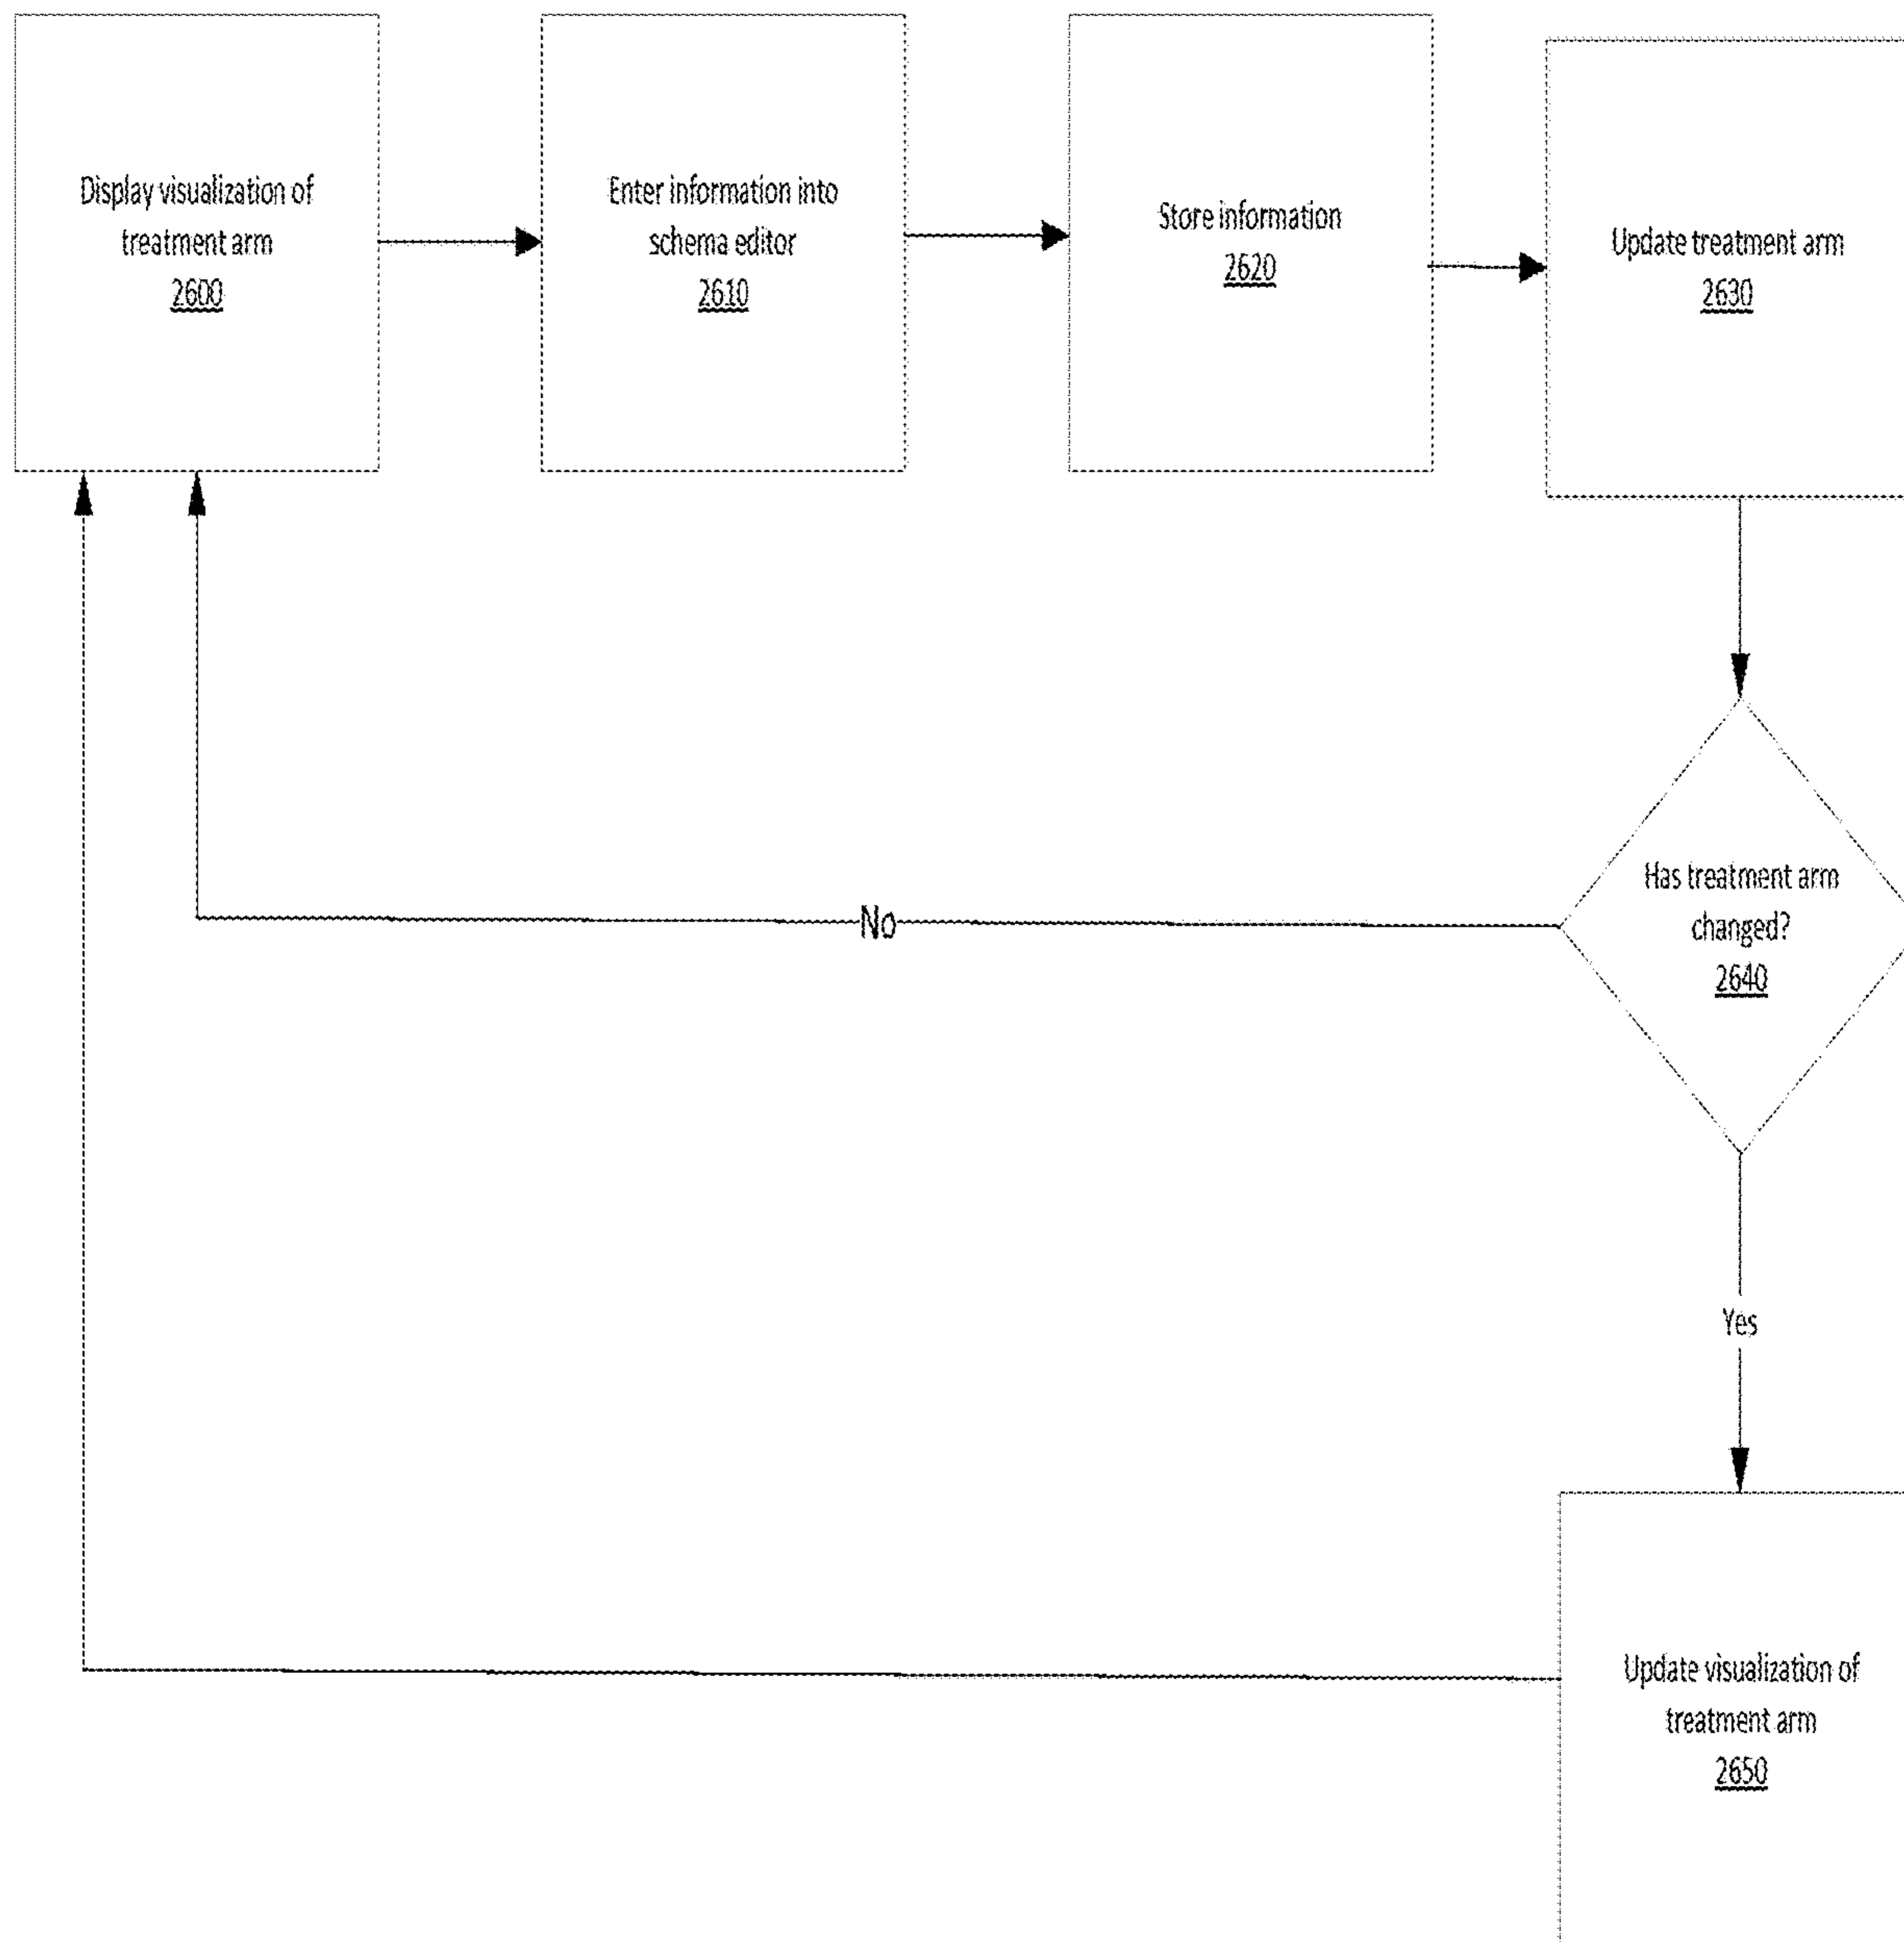 Display visualization of
treatment arm
2600
Enter information into
schema editor
2610
Store information
2620
Update treatment arm
2630
Has treatment arm
changed?
2640
No
Yes
Update visualization of
treatment arm
2650